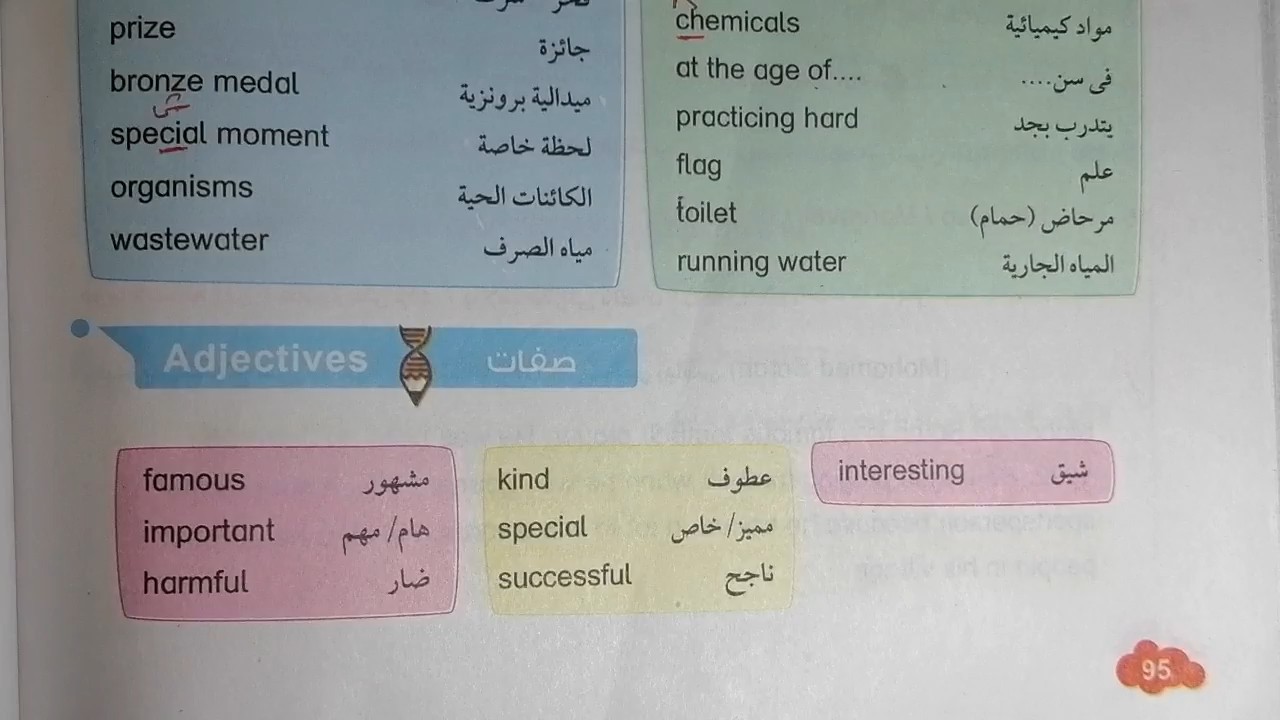 prize جائزة
bronze medal ميدالية برونزية
special moment لحظة خاصة
organisms الكائنات الحية
wastewater مياه الصرف
chemicals مواد كيميائية
at the age of.... فى سن....
practicing hard يتدرب بجد
flag علم
toilet مرحاض (حمام)
running water المياه الجارية
Adjectives صفات
famous مشهور
important هام/ مهم
harmful ضار
kind عطوف
special مميز/ خاص
successful ناجح
interesting شيق
95